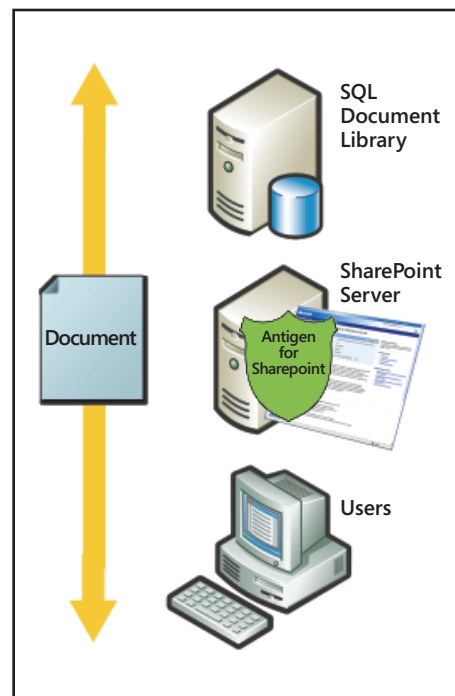 SQL
Document
Library
Document
SharePoint
Server
Antigen
for
Sharepoint
Users